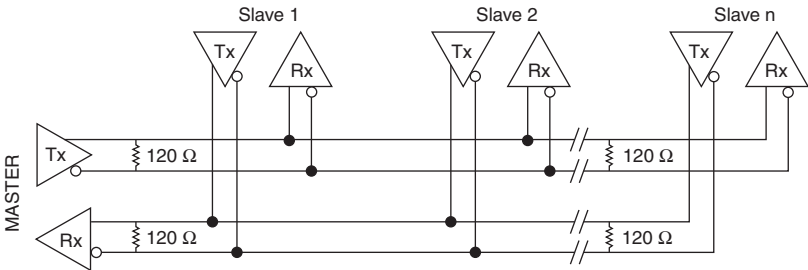 Slave 1
Slave 2
Slave n
Tx
Rx
Tx
Rx
Tx
Rx
MASTER
Tx
120 Ω
120 Ω
Rx
120 Ω
120 Ω